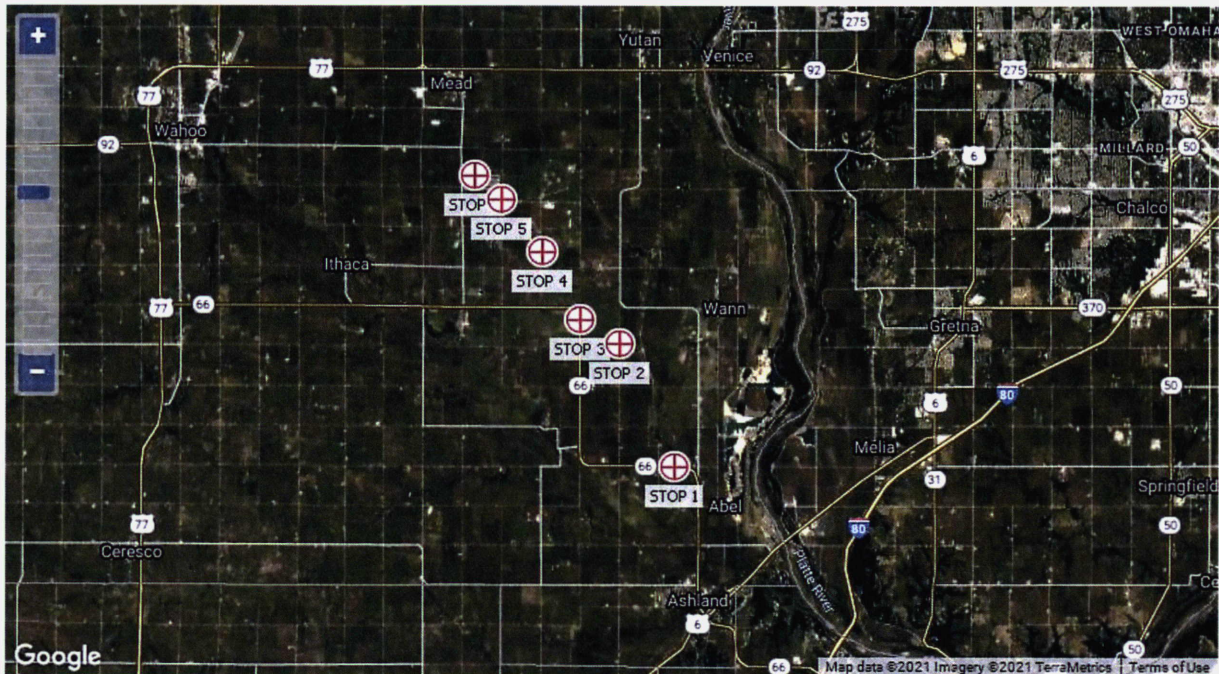 +
275
WEST OMAHA
Yutan
Venice
77
92
275
77
Mead
275
Wahoo
92
6
MILLARD
50
STOP
STOP 5
Chalco
Ithaca
STOP 4
77
66
Wann
370
Gretna
STOP 3
STOP 2
−
66
6
80
50
Melia
66
STOP 1
31
Springfield
Abel
77
80
50
Ceresco
Platte River
Ashland
6
50
Google
66
Map data ©2021 Imagery ©2021 TerraMetrics
Terms of Use